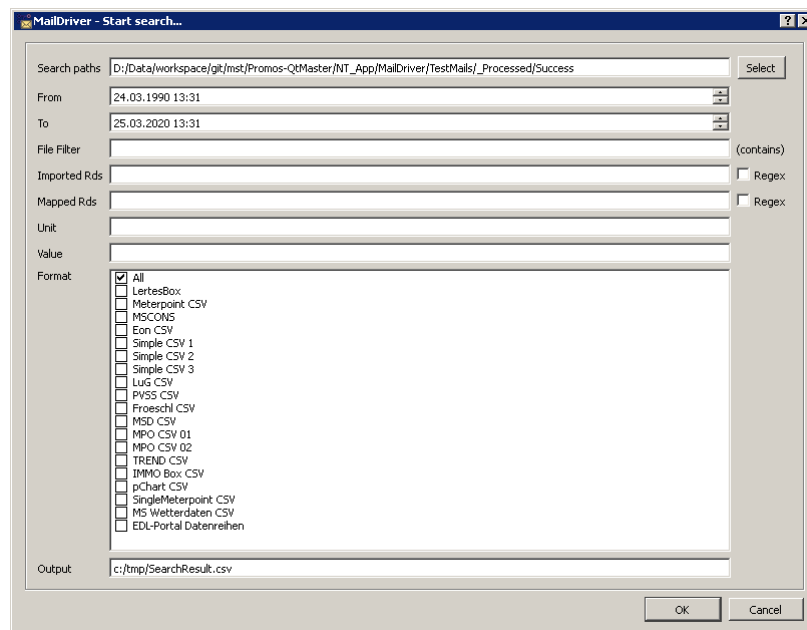 MailDriver - Start search...
Search paths D:/Data/workspace/git/mst/Promos-QtMaster/NT_App/MailDriver/TestMails/_Processed/Success Select
From 24.03.1990 13:31
To 25.03.2020 13:31
File Filter (contains)
Imported Rds Regex
Mapped Rds Regex
Unit
Value
Format All
LertesBox
Meterpoint CSV
MSCONS
Eon CSV
Simple CSV 1
Simple CSV 2
Simple CSV 3
LuG CSV
PVSS CSV
Froeschl CSV
MSD CSV
MPO CSV 01
MPO CSV 02
TREND CSV
IMMO Box CSV
pChart CSV
SingleMeterpoint CSV
MS Wetterdaten CSV
EDL-Portal Datenreihen
Output c:/tmp/SearchResult.csv
OK Cancel